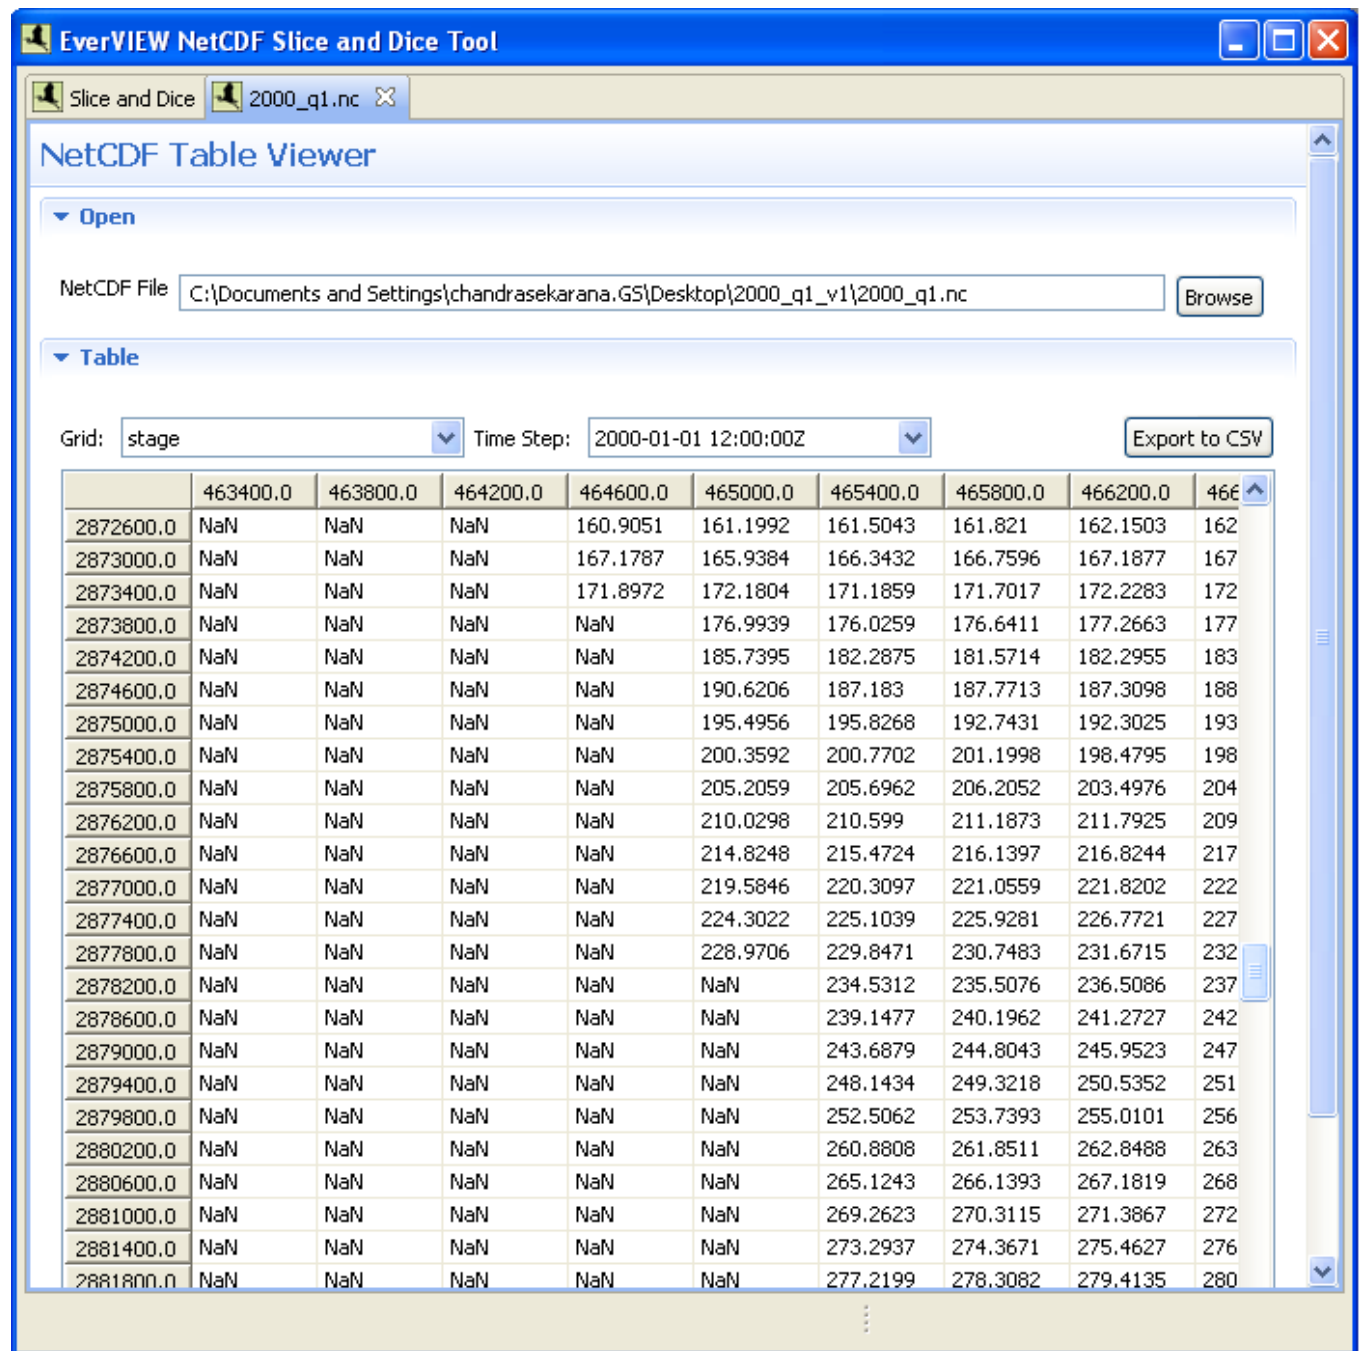 EverVIEW NetCDF Slice and Dice Tool
Slice and Dice 2000_q1.nc
NetCDF Table Viewer
Open
NetCDF File C:\Documents and Settings\chandrasekarana.GS\Desktop\2000_q1_v1\2000_q1.nc Browse
Table
Grid: stage Time Step: 2000-01-01 12:00:00Z Export to CSV
463400.0 463800.0 464200.0 464600.0 465000.0 465400.0 465800.0 466200.0 466
2872600.0 NaN NaN NaN 160.9051 161.1992 161.5043 161.821 162.1503 162
2873000.0 NaN NaN NaN 167.1787 165.9384 166.3432 166.7596 167.1877 167
2873400.0 NaN NaN NaN 171.8972 172.1804 171.1859 171.7017 172.2283 172
2873800.0 NaN NaN NaN NaN 176.9939 176.0259 176.6411 177.2663 177
2874200.0 NaN NaN NaN NaN 185.7395 182.2875 181.5714 182.2955 183
2874600.0 NaN NaN NaN NaN 190.6206 187.183 187.7713 187.3098 188
2875000.0 NaN NaN NaN NaN 195.4956 195.8268 192.7431 192.3025 193
2875400.0 NaN NaN NaN NaN 200.3592 200.7702 201.1998 198.4795 198
2875800.0 NaN NaN NaN NaN 205.2059 205.6962 206.2052 203.4976 204
2876200.0 NaN NaN NaN NaN 210.0298 210.599 211.1873 211.7925 209
2876600.0 NaN NaN NaN NaN 214.8248 215.4724 216.1397 216.8244 217
2877000.0 NaN NaN NaN NaN 219.5846 220.3097 221.0559 221.8202 222
2877400.0 NaN NaN NaN NaN 224.3022 225.1039 225.9281 226.7721 227
2877800.0 NaN NaN NaN NaN 228.9706 229.8471 230.7483 231.6715 232
2878200.0 NaN NaN NaN NaN NaN 234.5312 235.5076 236.5086 237
2878600.0 NaN NaN NaN NaN NaN 239.1477 240.1962 241.2727 242
2879000.0 NaN NaN NaN NaN NaN 243.6879 244.8043 245.9523 247
2879400.0 NaN NaN NaN NaN NaN 248.1434 249.3218 250.5352 251
2879800.0 NaN NaN NaN NaN NaN 252.5062 253.7393 255.0101 256
2880200.0 NaN NaN NaN NaN NaN 260.8808 261.8511 262.8488 263
2880600.0 NaN NaN NaN NaN NaN 265.1243 266.1393 267.1819 268
2881000.0 NaN NaN NaN NaN NaN 269.2623 270.3115 271.3867 272
2881400.0 NaN NaN NaN NaN NaN 273.2937 274.3671 275.4627 276
2881800.0 NaN NaN NaN NaN NaN 277.2199 278.3082 279.4135 280